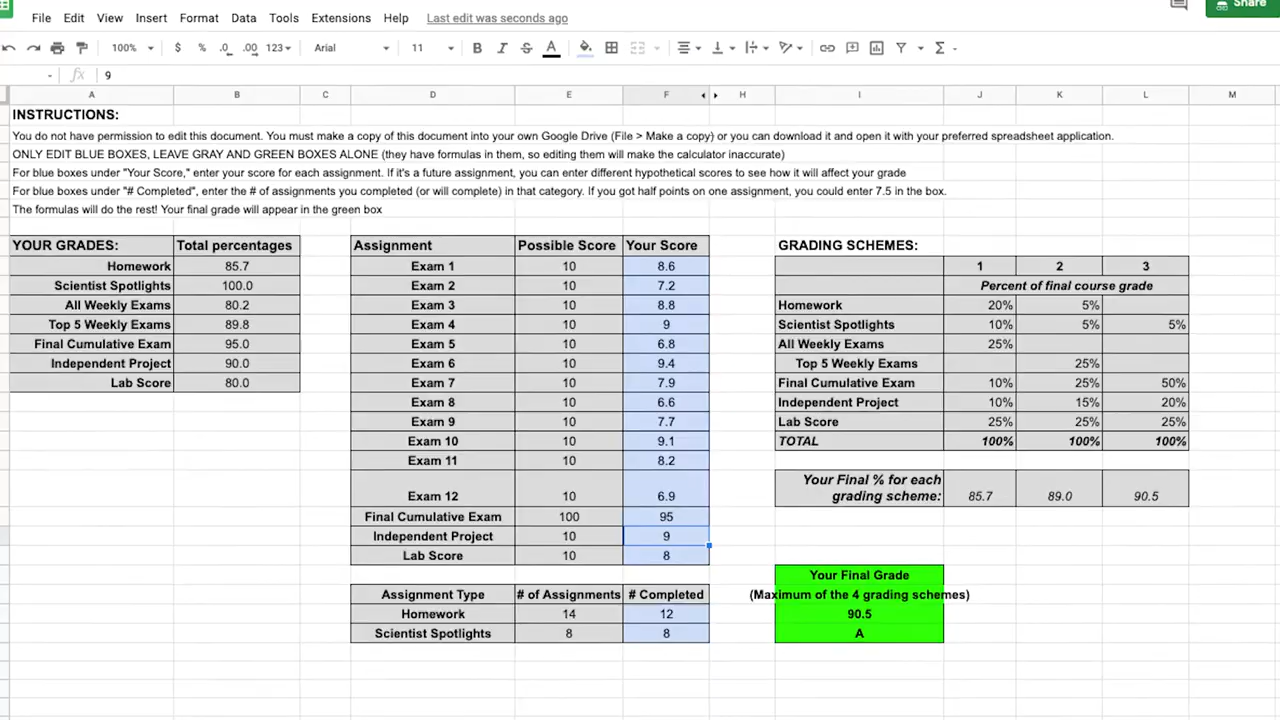 Share
File Edit View Insert Format Data Tools Extensions Help Last edit was seconds ago
100% $ % .0 .00 123 Arial 11 B I S A Σ
fx 9
A B C D E F H I J K L M
INSTRUCTIONS:
You do not have permission to edit this document. You must make a copy of this document into your own Google Drive (File > Make a copy) or you can download it and open it with your preferred spreadsheet application.
ONLY EDIT BLUE BOXES, LEAVE GRAY AND GREEN BOXES ALONE (they have formulas in them, so editing them will make the calculator inaccurate)
For blue boxes under "Your Score," enter your score for each assignment. If it's a future assignment, you can enter different hypothetical scores to see how it will affect your grade
For blue boxes under "# Completed", enter the # of assignments you completed (or will complete) in that category. If you got half points on one assignment, you could enter 7.5 in the box.
The formulas will do the rest! Your final grade will appear in the green box
YOUR GRADES: Total percentages
Homework 85.7
Scientist Spotlights 100.0
All Weekly Exams 80.2
Top 5 Weekly Exams 89.8
Final Cumulative Exam 95.0
Independent Project 90.0
Lab Score 80.0
Assignment Possible Score Your Score
Exam 1 10 8.6
Exam 2 10 7.2
Exam 3 10 8.8
Exam 4 10 9
Exam 5 10 6.8
Exam 6 10 9.4
Exam 7 10 7.9
Exam 8 10 6.6
Exam 9 10 7.7
Exam 10 10 9.1
Exam 11 10 8.2
Exam 12 10 6.9
Final Cumulative Exam 100 95
Independent Project 10 9
Lab Score 10 8
Assignment Type # of Assignments # Completed
Homework 14 12
Scientist Spotlights 8 8
GRADING SCHEMES:
1 2 3
Percent of final course grade
Homework 20% 5%
Scientist Spotlights 10% 5% 5%
All Weekly Exams 25%
Top 5 Weekly Exams 25%
Final Cumulative Exam 10% 25% 50%
Independent Project 10% 15% 20%
Lab Score 25% 25% 25%
TOTAL 100% 100% 100%
Your Final % for each
grading scheme: 85.7 89.0 90.5
Your Final Grade
(Maximum of the 4 grading schemes)
90.5
A